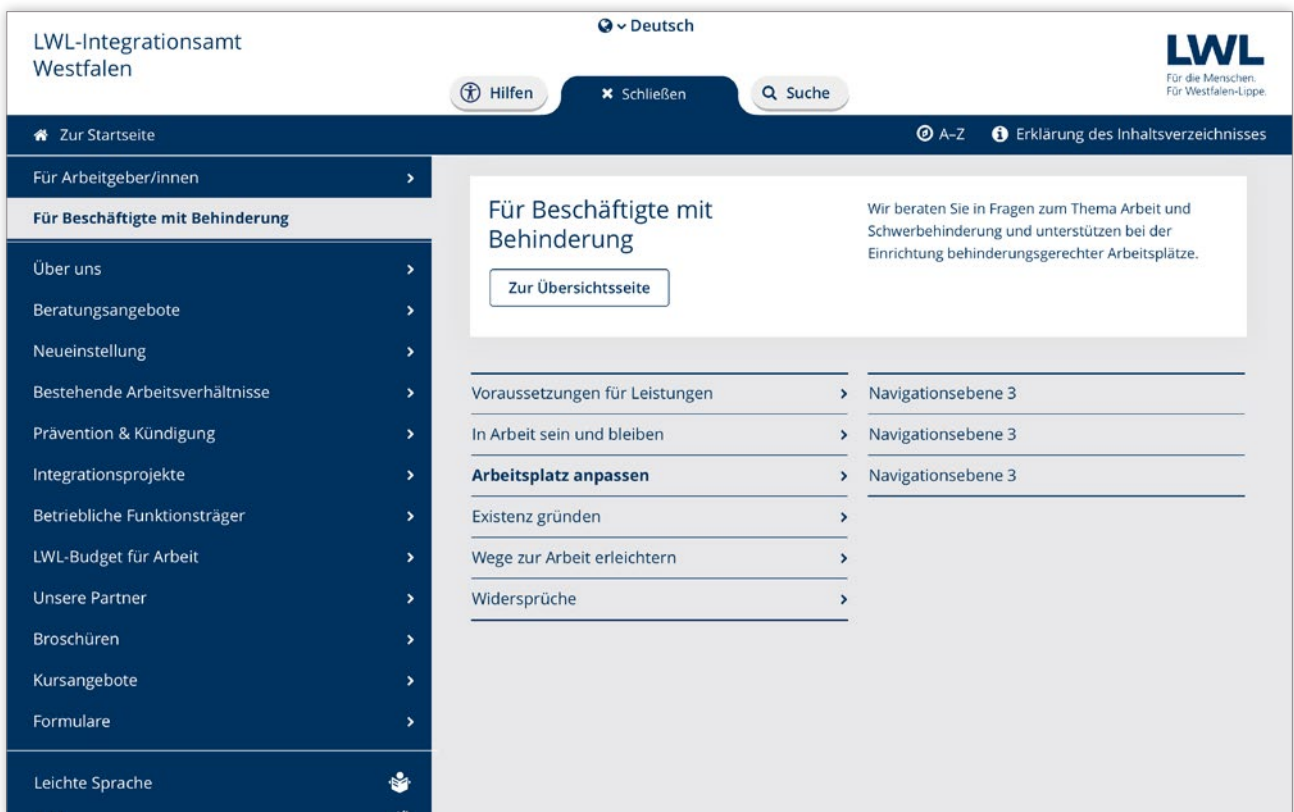 LWL-Integrationsamt
Westfalen
Deutsch
LWL
Für die Menschen.
Für Westfalen-Lippe.
Hilfen
Schließen
Suche
Zur Startseite
A–Z
Erklärung des Inhaltsverzeichnisses
Für Arbeitgeber/innen
Für Beschäftigte mit Behinderung
Über uns
Beratungsangebote
Neueinstellung
Bestehende Arbeitsverhältnisse
Prävention & Kündigung
Integrationsprojekte
Betriebliche Funktionsträger
LWL-Budget für Arbeit
Unsere Partner
Broschüren
Kursangebote
Formulare
Leichte Sprache
Für Beschäftigte mit
Behinderung
Zur Übersichtsseite
Wir beraten Sie in Fragen zum Thema Arbeit und
Schwerbehinderung und unterstützen bei der
Einrichtung behinderungsgerechter Arbeitsplätze.
Voraussetzungen für Leistungen
In Arbeit sein und bleiben
Arbeitsplatz anpassen
Existenz gründen
Wege zur Arbeit erleichtern
Widersprüche
Navigationsebene 3
Navigationsebene 3
Navigationsebene 3